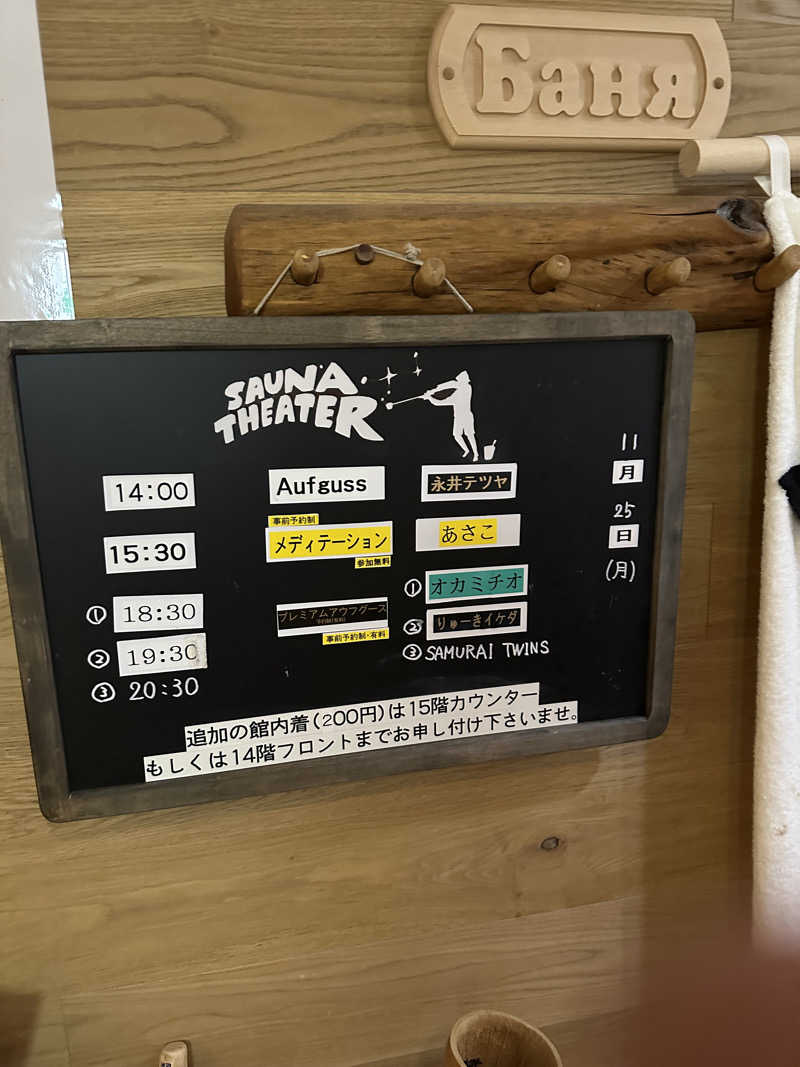 Баня
SAUNA
THEATER
11
月
25
日
(月)
14:00 Aufguss 永井テツヤ
事前予約制
15:30 メディテーション あさこ
参加無料
① 18:30 ① オカミチオ
プレミアムアウフグース
② 19:30 ② りゅーきイケダ
事前予約制・有料
③ 20:30 ③ SAMURAI TWINS
追加の館内着(200円)は15階カウンター
もしくは14階フロントまでお申し付け下さいませ。